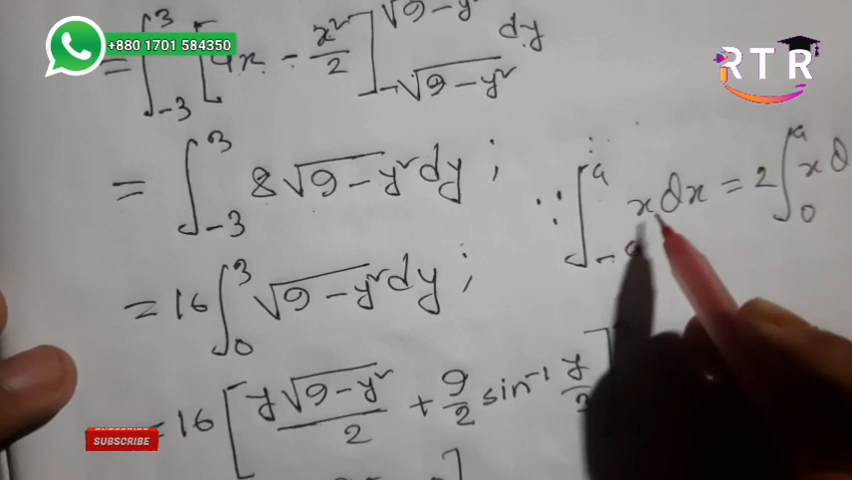 +880 1701 584350
RTR
= ∫_{-3}^{3} [4x - x²/2]_{-√(9-y²)}^{√(9-y²)} dy
= ∫_{-3}^{3} 8√(9-y²) dy ;
∵ ∫_{-a}^{a} x dx = 2 ∫_{0}^{a} x d
= 16 ∫_{0}^{3} √(9-y²) dy ;
= 16 [ y√(9-y²)/2 + 9/2 sin⁻¹ y/3 ]
SUBSCRIBE